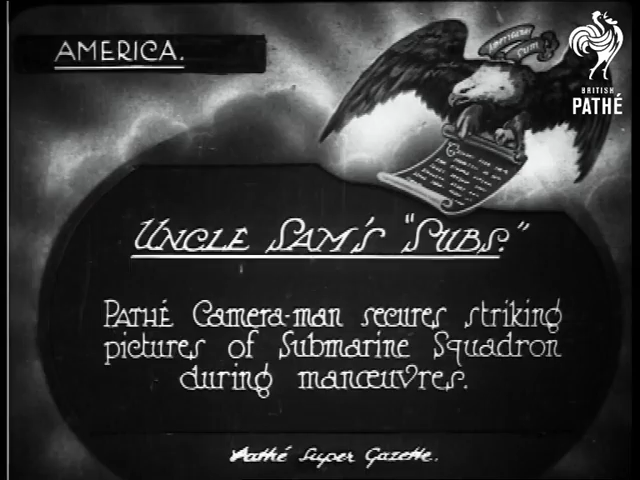 AMERICA.
BRITISH
PATHÉ
UNCLE SAM'S "SUBS."
PATHÉ Camera-man secures striking
pictures of Submarine Squadron
during manœuvres.
Pathé Super Gazette.